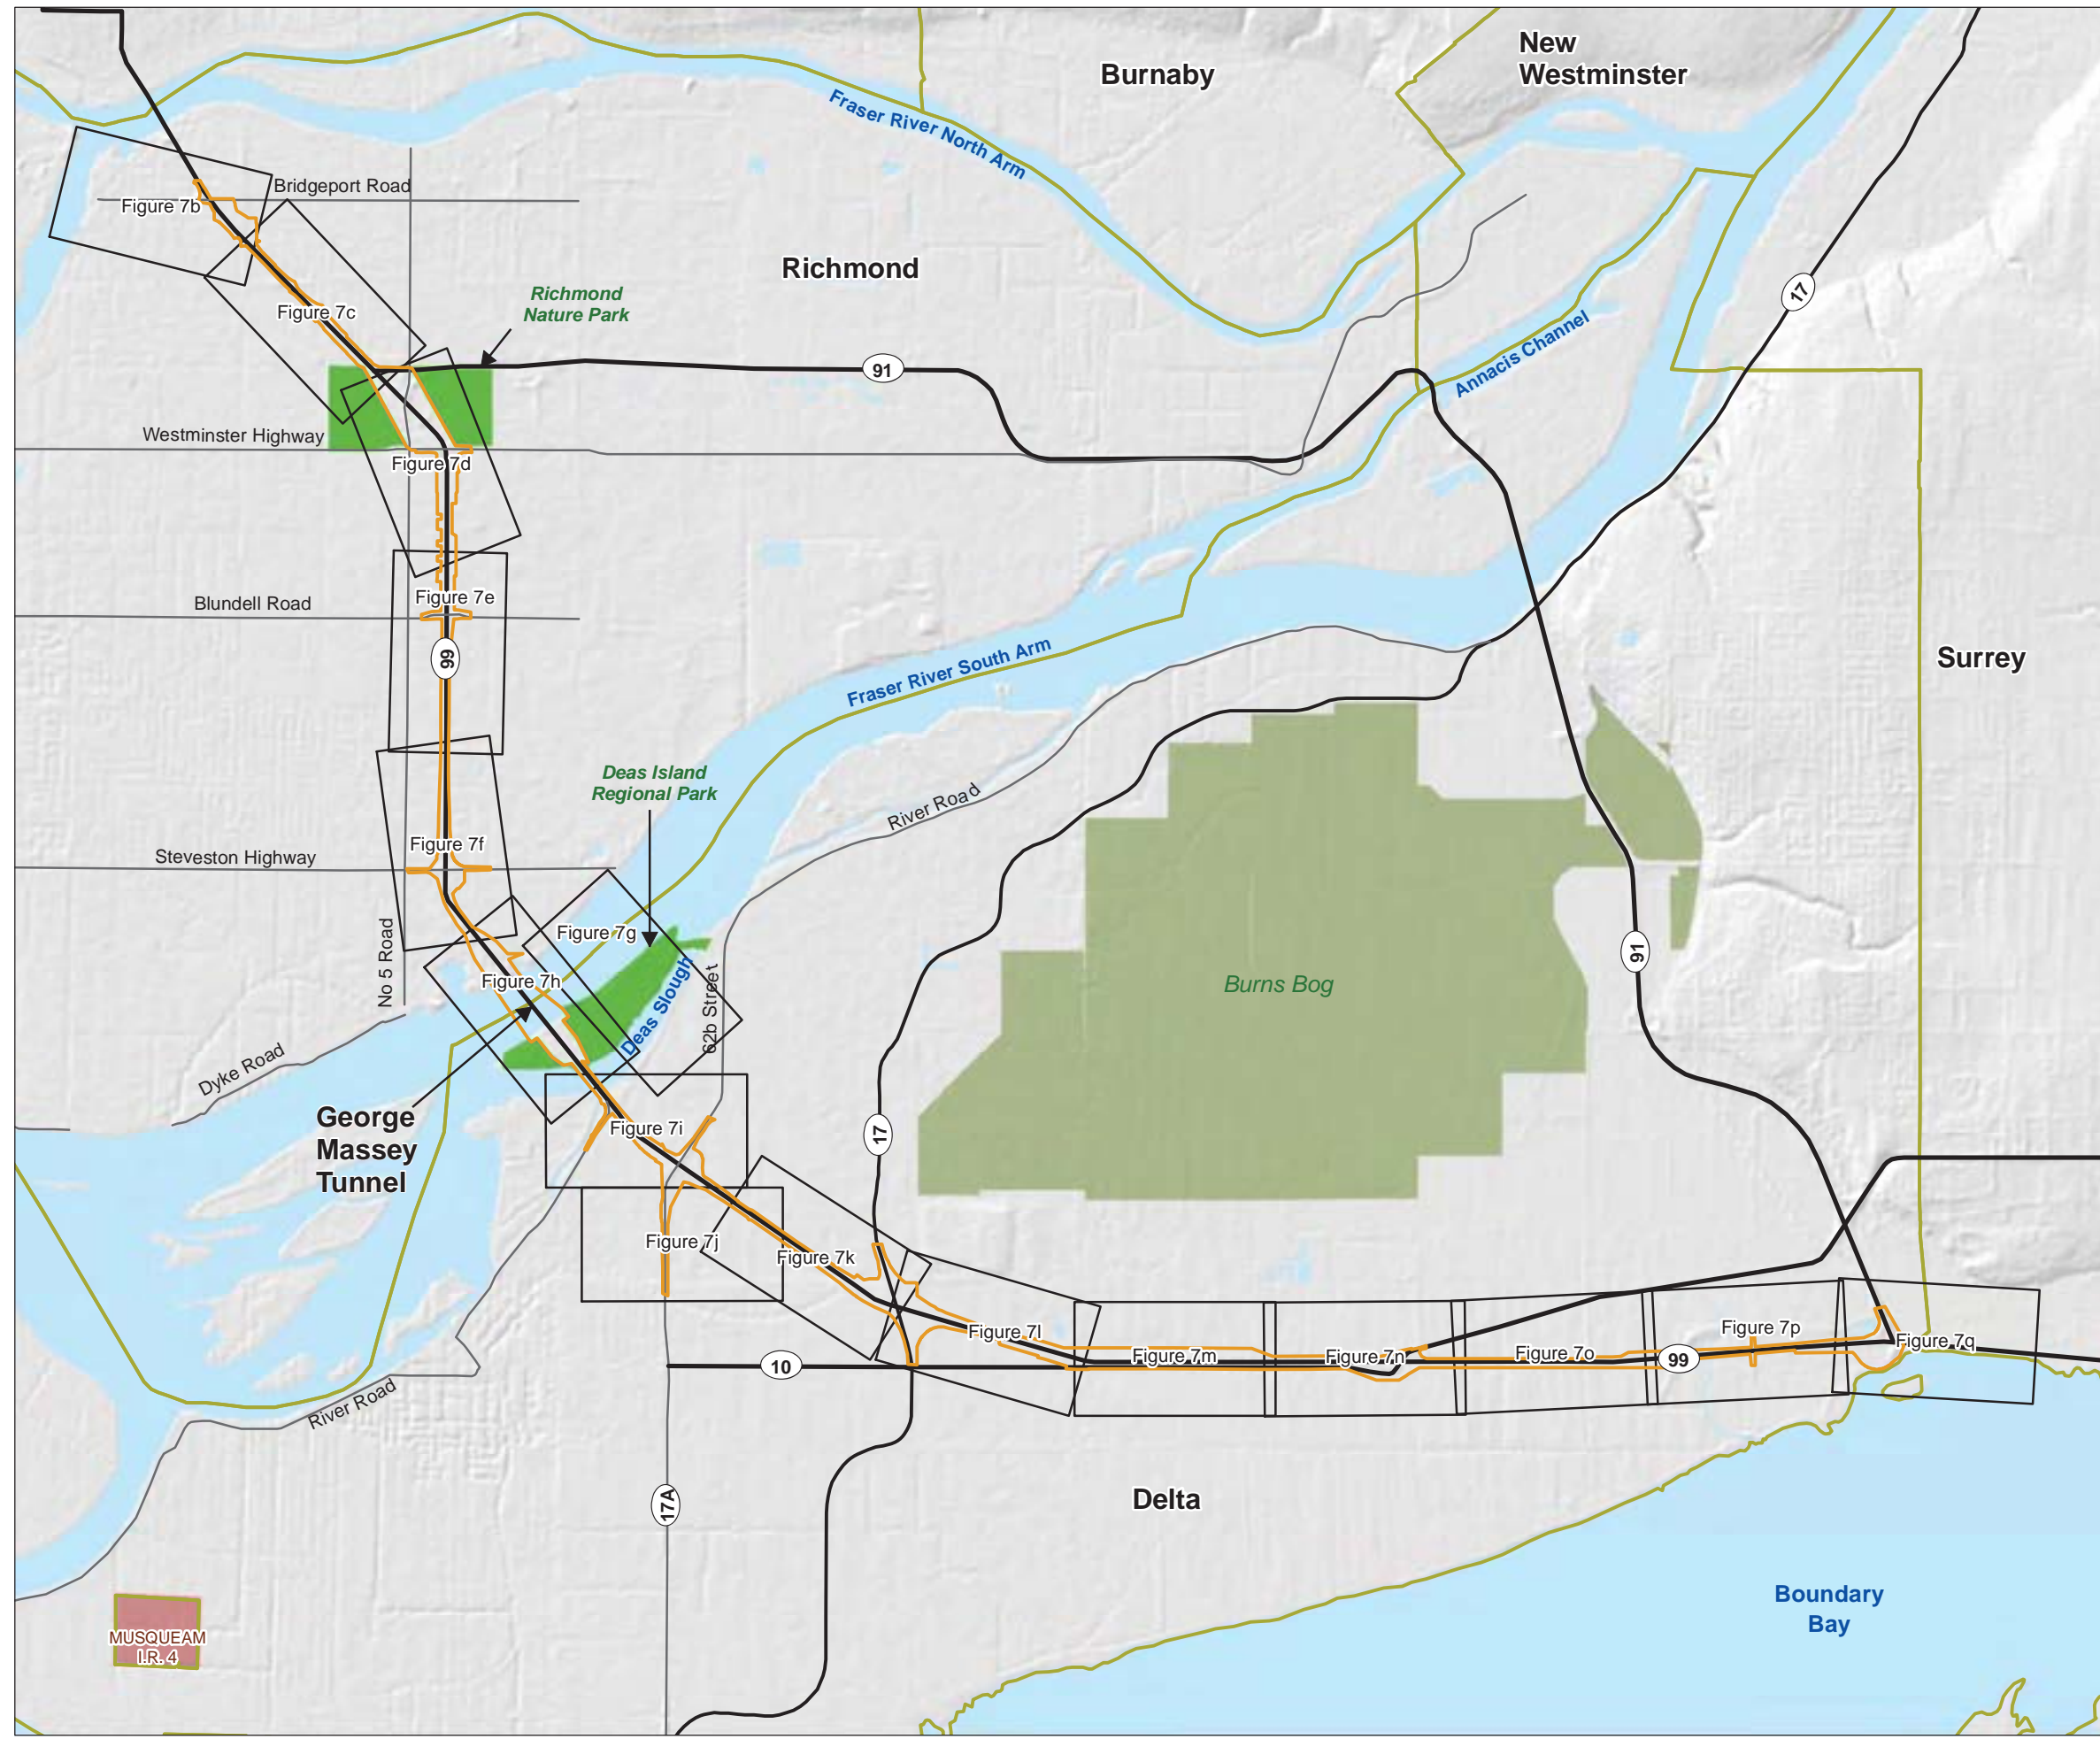 New
Westminster
Burnaby
Fraser River North Arm
Bridgeport Road
Figure 7b
Richmond
Richmond
Nature Park
17
Figure 7c
Annacis Channel
91
Westminster Highway
Figure 7d
Blundell Road
Figure 7e
99
Fraser River South Arm
Surrey
Deas Island
Regional Park
River Road
Figure 7f
Steveston Highway
Figure 7g
No 5 Road
Figure 7h
Deas Slough
62b Street
Burns Bog
91
Dyke Road
George
Massey
Tunnel
Figure 7i
17
Figure 7j
Figure 7k
Figure 7l
Figure 7m
Figure 7n
Figure 7o
99
Figure 7p
Figure 7q
10
River Road
17A
Delta
Boundary
Bay
MUSQUEAM
I.R. 4